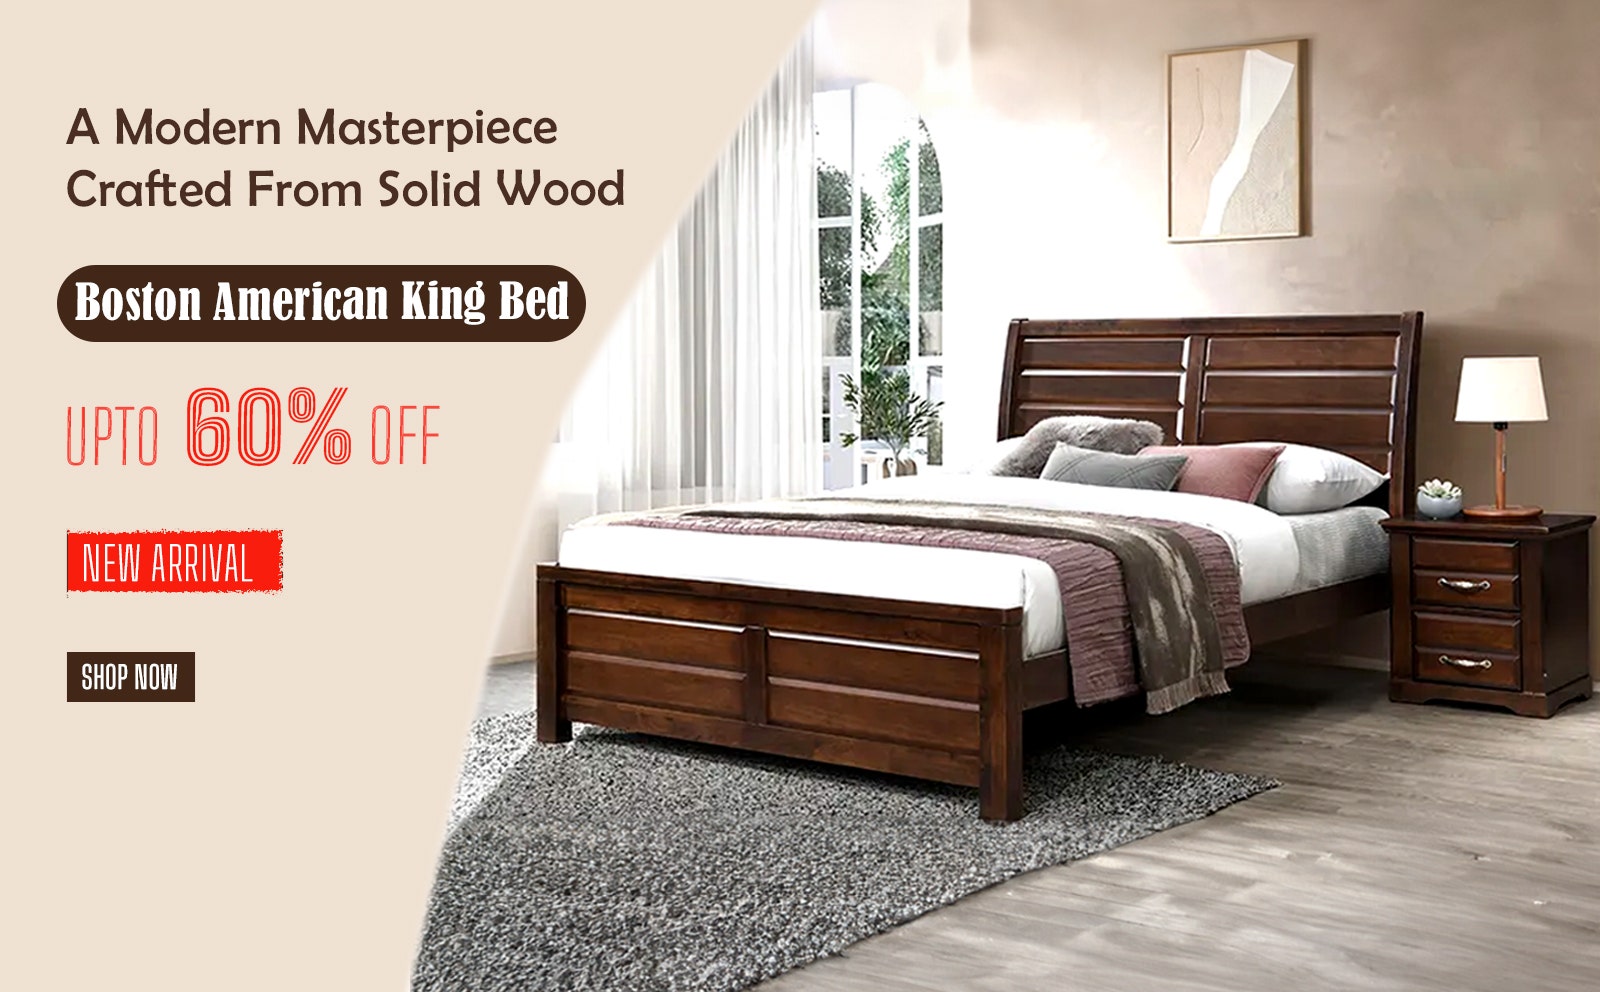 A Modern Masterpiece
Crafted From Solid Wood
Boston American King Bed
UPTO 60% OFF
NEW ARRIVAL
SHOP NOW